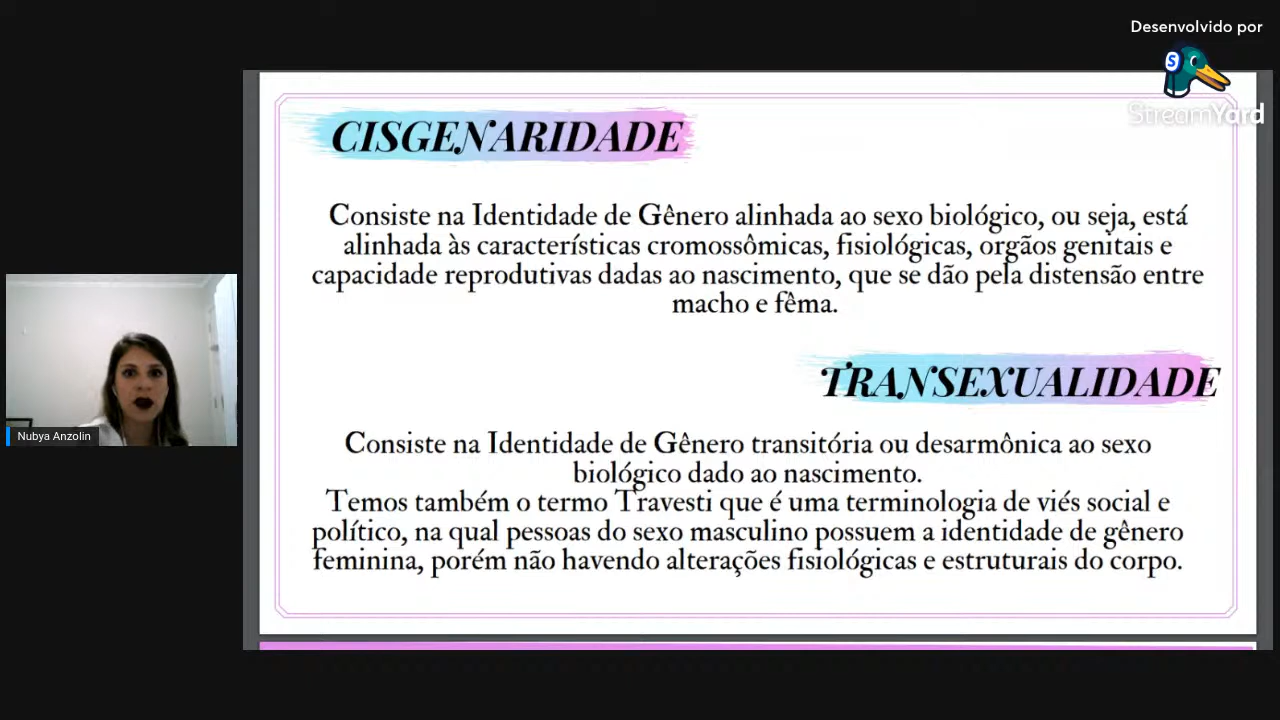 Desenvolvido por
S
StreamYard
CISGENARIDADE
Consiste na Identidade de Gênero alinhada ao sexo biológico, ou seja, está
alinhada às características cromossômicas, fisiológicas, orgãos genitais e
capacidade reprodutivas dadas ao nascimento, que se dão pela distensão entre
macho e fêma.
TRANSEXUALIDADE
Consiste na Identidade de Gênero transitória ou desarmônica ao sexo
biológico dado ao nascimento.
Temos também o termo Travesti que é uma terminologia de viés social e
político, na qual pessoas do sexo masculino possuem a identidade de gênero
feminina, porém não havendo alterações fisiológicas e estruturais do corpo.
Nubya Anzolin